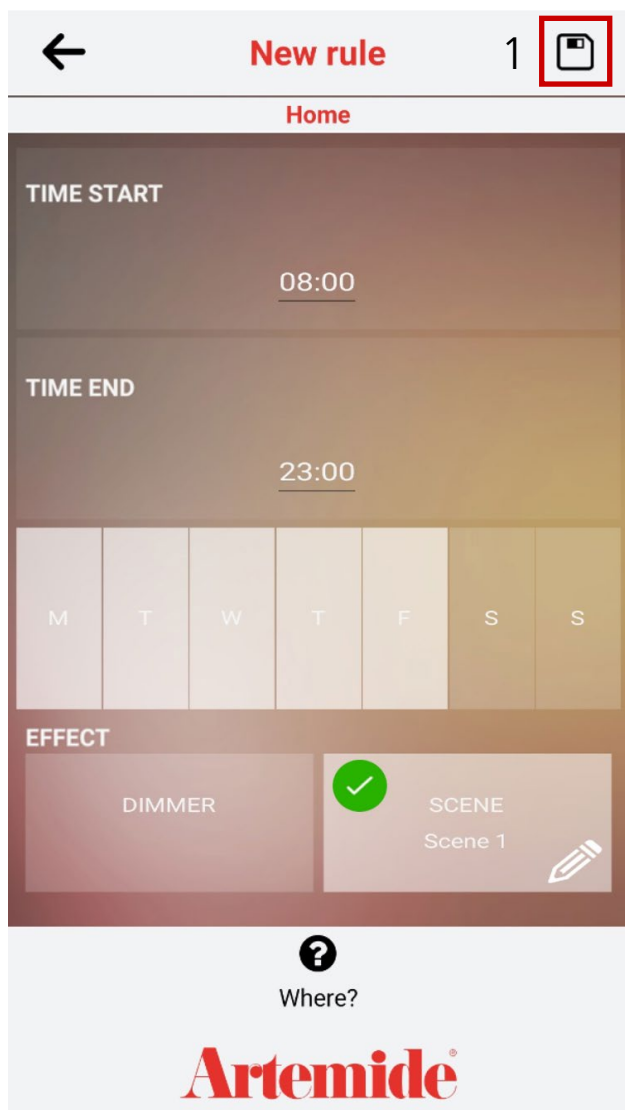 New rule 1
Home
TIME START
08:00
TIME END
23:00
M T W T F S S
EFFECT
DIMMER
SCENE
Scene 1
?
Where?
Artemide®